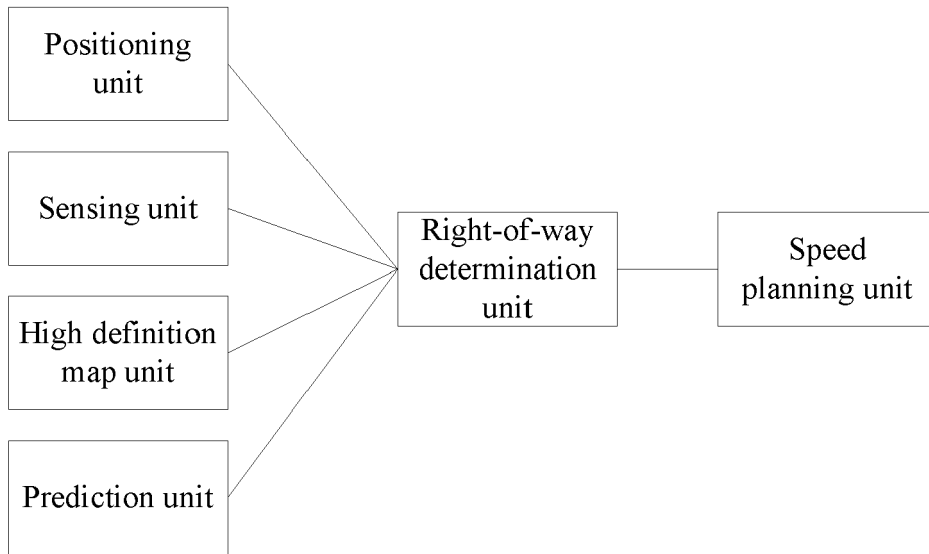 Positioning
unit
Sensing unit
High definition
map unit
Prediction unit
Right-of-way
determination
unit
Speed
planning unit